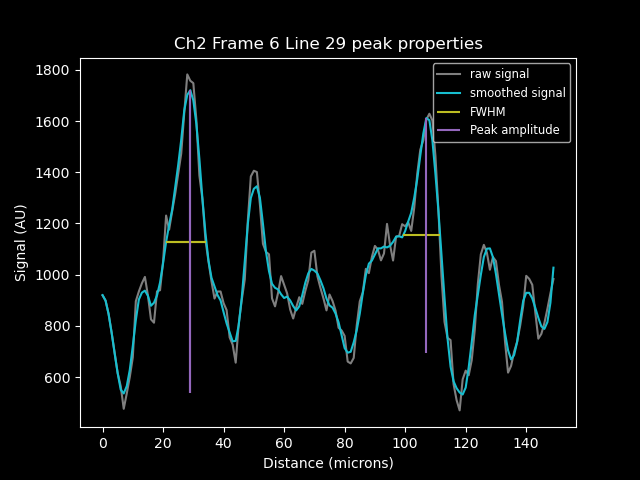 Ch2 Frame 6 Line 29 peak properties
raw signal
smoothed signal
FWHM
Peak amplitude
1800
1600
1400
1200
1000
800
600
Signal (AU)
0 20 40 60 80 100 120 140
Distance (microns)